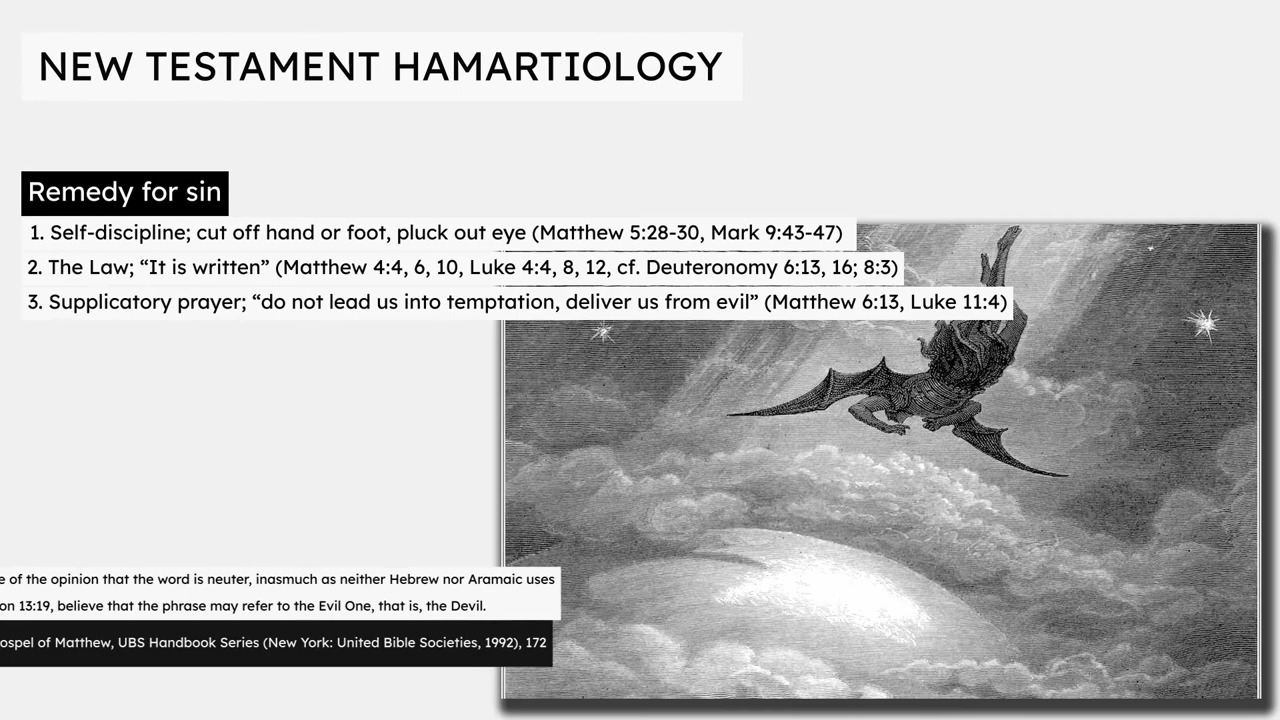 NEW TESTAMENT HAMARTIOLOGY
Remedy for sin
1. Self-discipline; cut off hand or foot, pluck out eye (Matthew 5:28-30, Mark 9:43-47)
2. The Law; “It is written” (Matthew 4:4, 6, 10, Luke 4:4, 8, 12, cf. Deuteronomy 6:13, 16; 8:3)
3. Supplicatory prayer; “do not lead us into temptation, deliver us from evil” (Matthew 6:13, Luke 11:4)
of the opinion that the word is neuter, inasmuch as neither Hebrew nor Aramaic uses
13:19, believe that the phrase may refer to the Evil One, that is, the Devil.
of Matthew, UBS Handbook Series (New York: United Bible Societies, 1992), 172